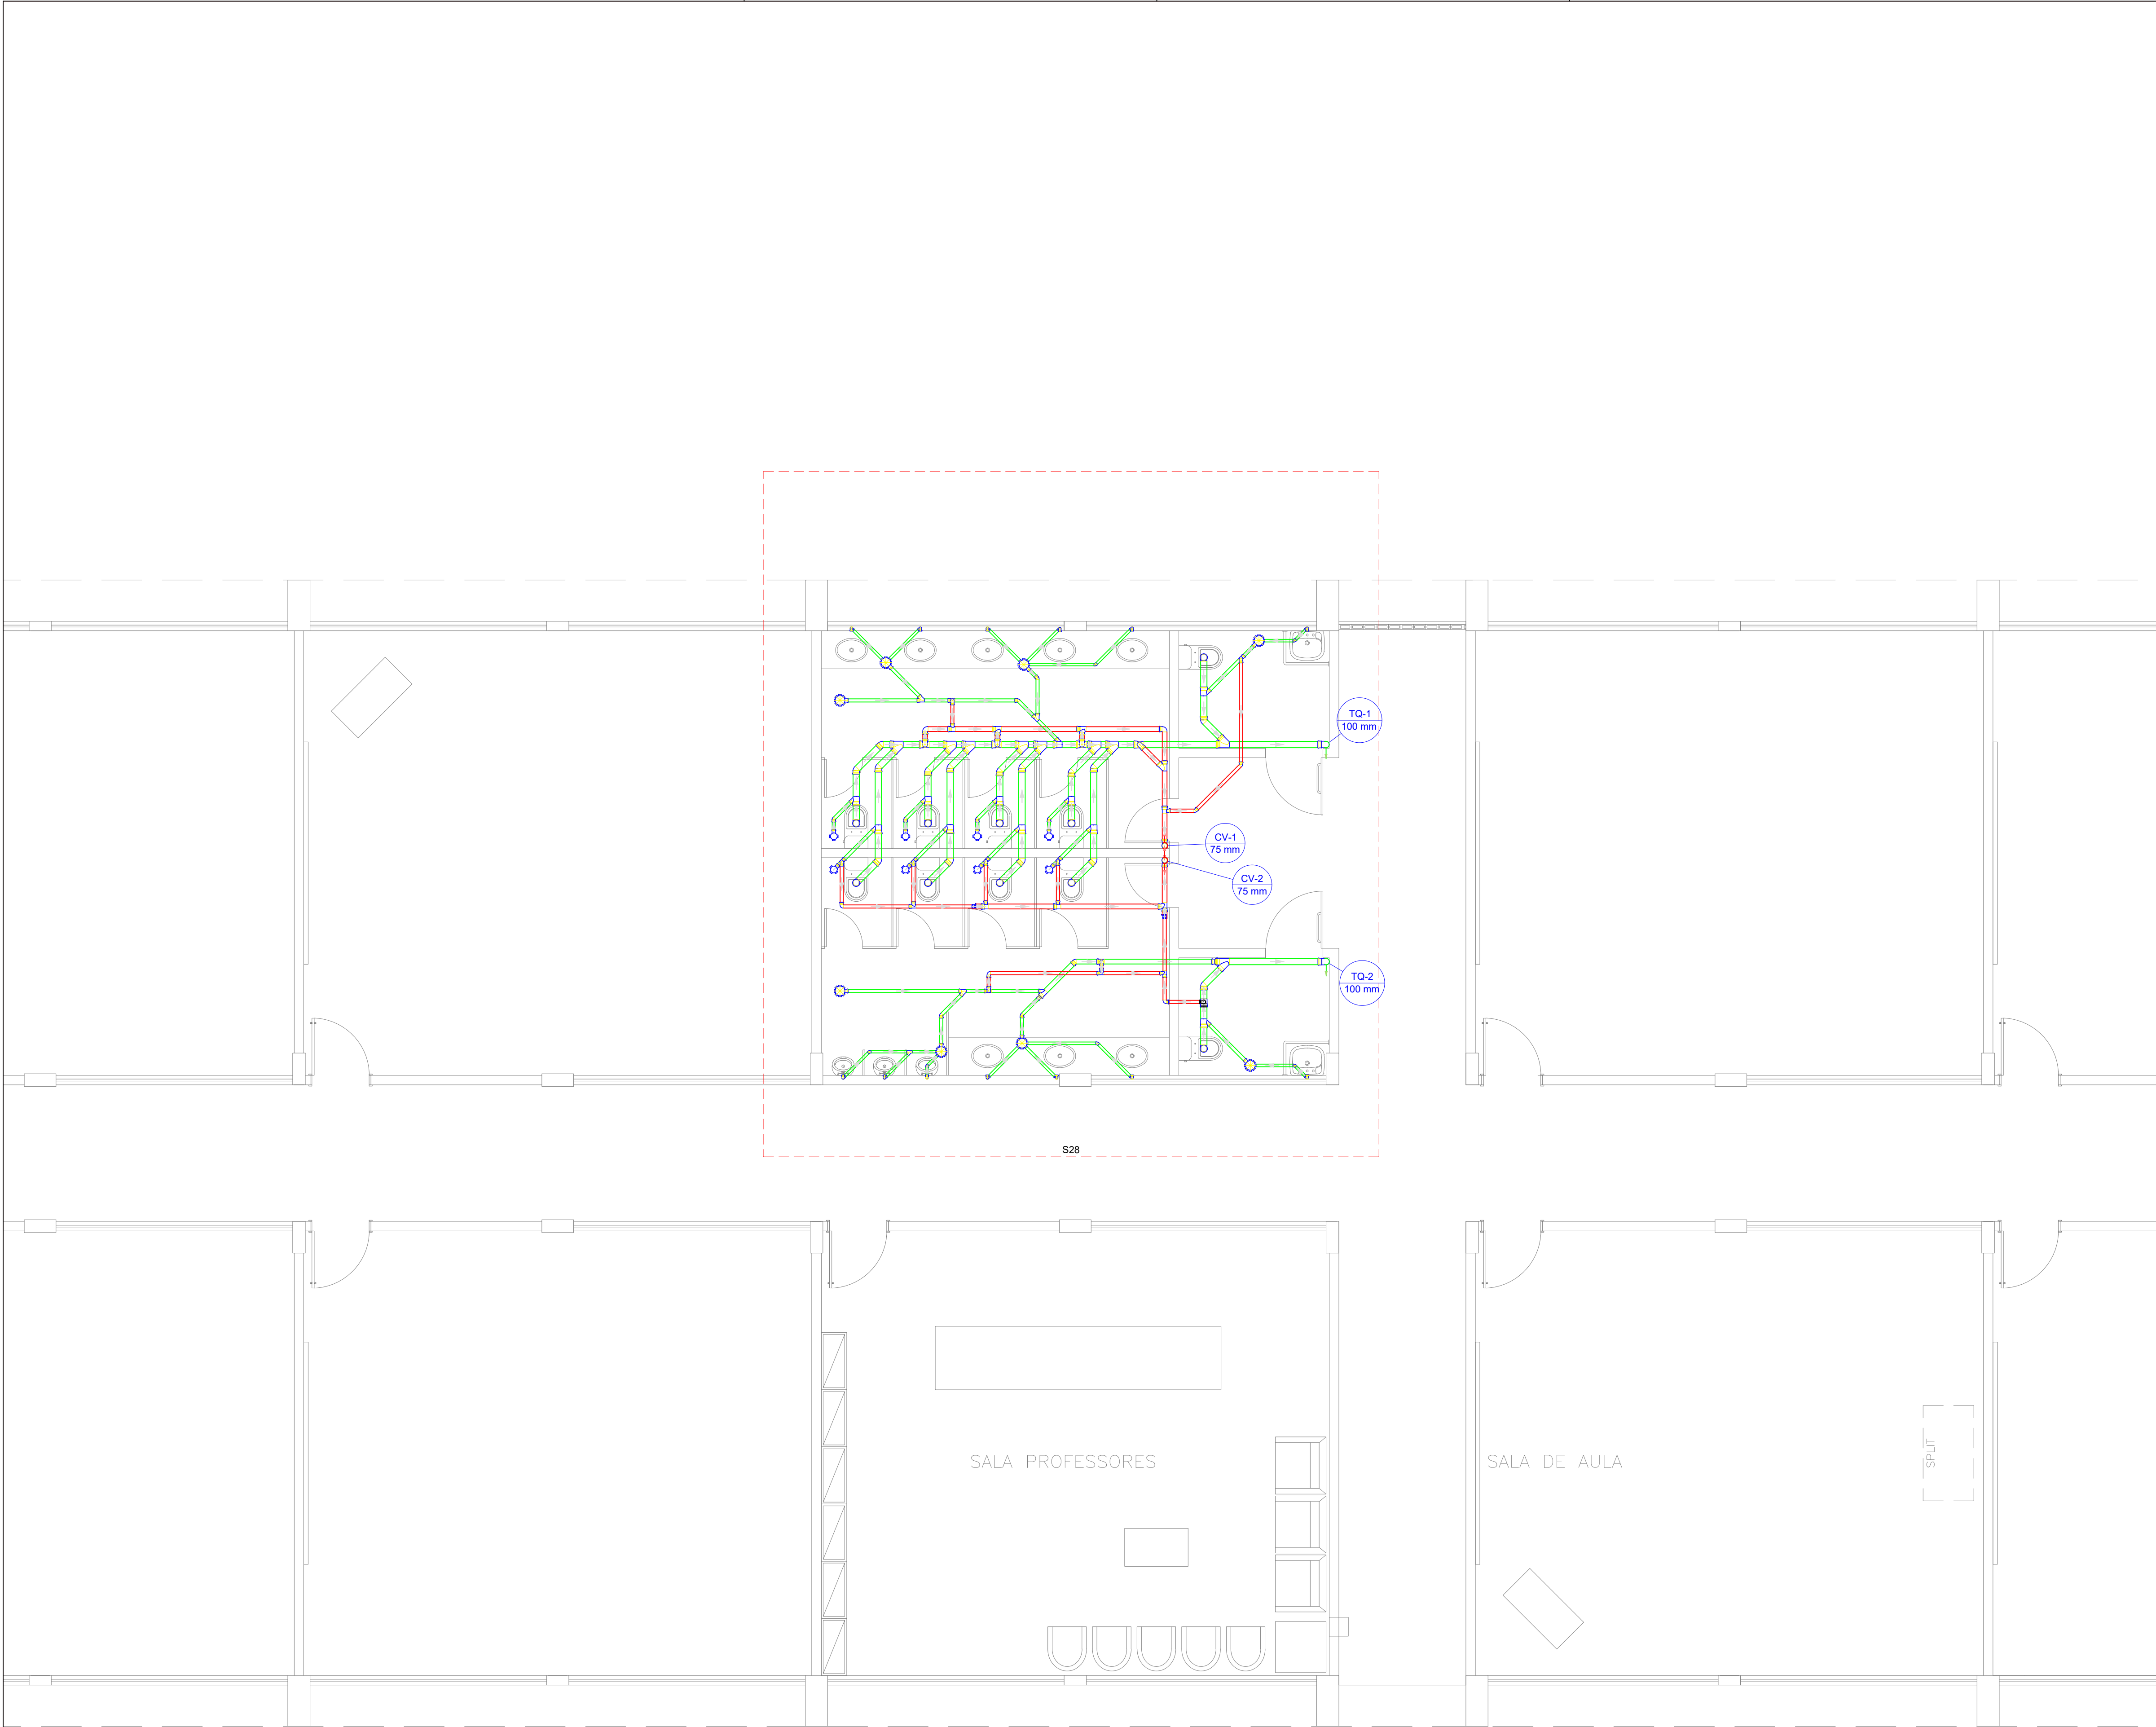 TQ-1
100 mm
CV-1
75 mm
CV-2
75 mm
TQ-2
100 mm
S28
SALA PROFESSORES
SALA DE AULA
SPLIT